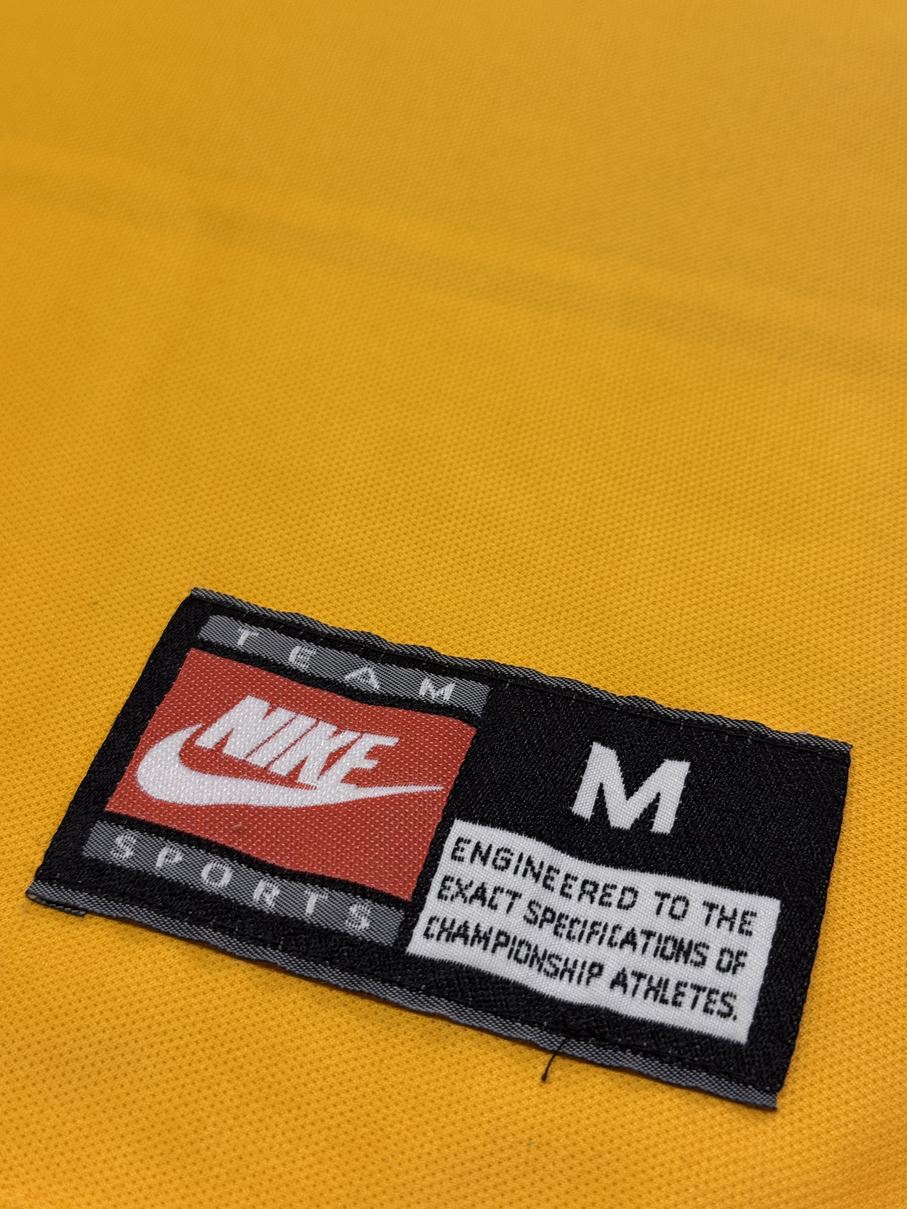 TEAM
NIKE
SPORTS
M
ENGINEERED TO THE
EXACT SPECIFICATIONS OF
CHAMPIONSHIP ATHLETES.